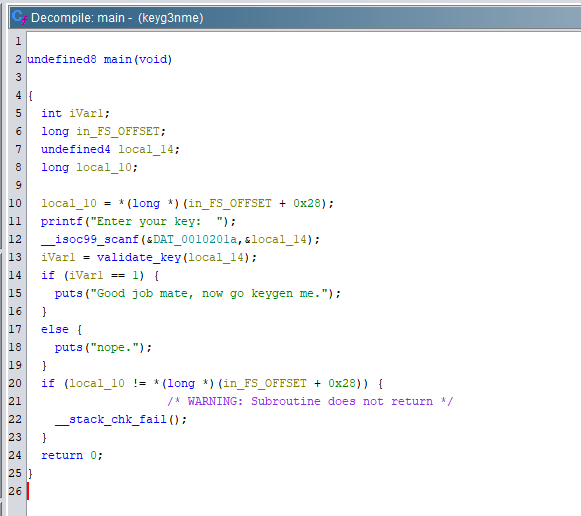 Decompile: main - (keyg3nme)
1
2 undefined8 main(void)
3
4 {
5   int iVar1;
6   long in_FS_OFFSET;
7   undefined4 local_14;
8   long local_10;
9
10   local_10 = *(long *)(in_FS_OFFSET + 0x28);
11   printf("Enter your key:  ");
12   __isoc99_scanf(&DAT_0010201a,&local_14);
13   iVar1 = validate_key(local_14);
14   if (iVar1 == 1) {
15     puts("Good job mate, now go keygen me.");
16   }
17   else {
18     puts("nope.");
19   }
20   if (local_10 != *(long *)(in_FS_OFFSET + 0x28)) {
21                     /* WARNING: Subroutine does not return */
22     __stack_chk_fail();
23   }
24   return 0;
25 }
26